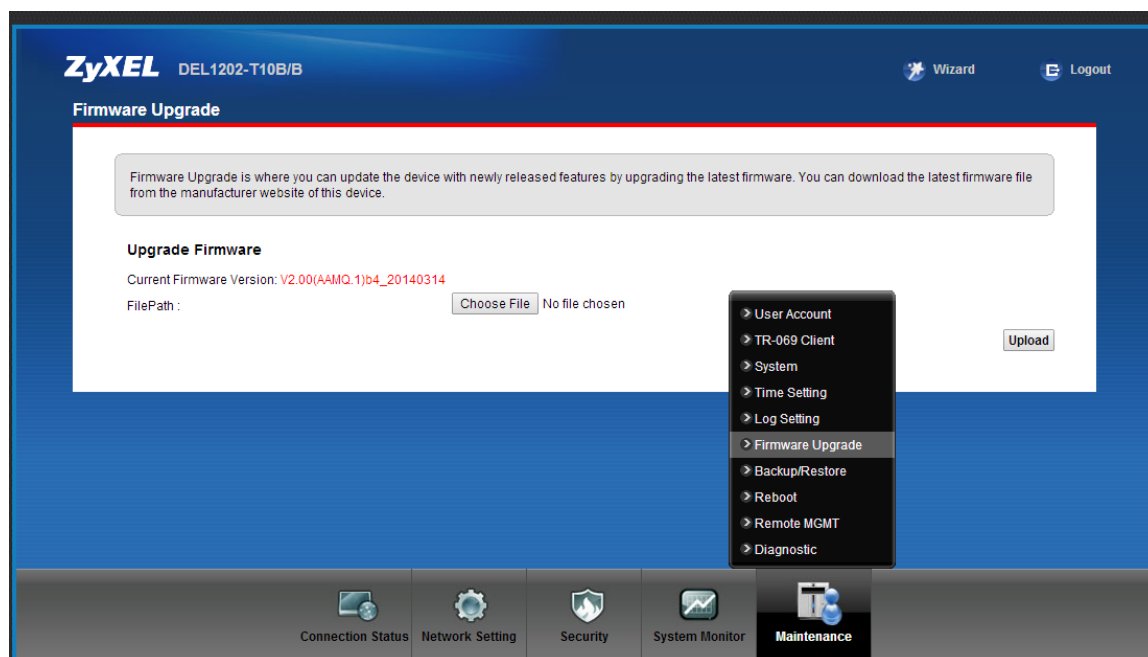 ZyXEL DEL1202-T10B/B
Wizard
Logout
Firmware Upgrade
Firmware Upgrade is where you can update the device with newly released features by upgrading the latest firmware. You can download the latest firmware file
from the manufacturer website of this device.
Upgrade Firmware
Current Firmware Version: V2.00(AAMQ.1)b4_20140314
FilePath :
Choose File No file chosen
Upload
User Account
TR-069 Client
System
Time Setting
Log Setting
Firmware Upgrade
Backup/Restore
Reboot
Remote MGMT
Diagnostic
Connection Status
Network Setting
Security
System Monitor
Maintenance